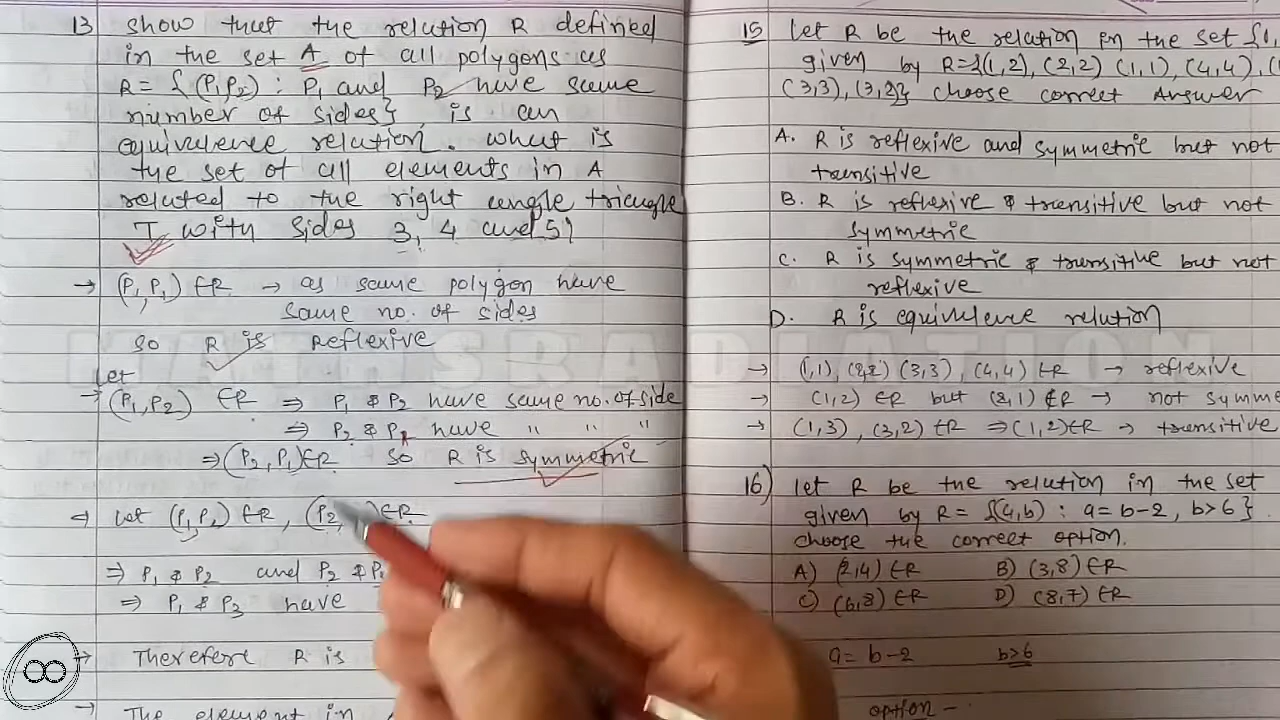 13 show that the relation R defined
in the set A of all polygons as
R = { (P1 P2) : P1 and P2 have same
number of sides} is an
equivalence relation. what is
the set of all elements in A
related to the right angle triangle
T with sides 3, 4 and 5?
→ (P1, P1) ∈R → as same polygon have
same no. of sides
so R is Reflexive
Let
→ (P1, P2) ∈R ⇒ P1 & P2 have same no. of side
⇒ P2 & P1 have " " "
⇒ (P2, P1)∈R so R is symmetric
⇒ Let (P1, P2) ∈R, (P2, ∈R
⇒ P1 & P2 and P2 &
⇒ P1 & P3 have
→ Therefore R is
→ The element in
15 Let R be the relation in the set {1,
given by R={(1,2), (2,2) (1,1), (4,4),
(3,3), (3,2)} choose correct Answer
A. R is reflexive and symmetric but not
transitive
B. R is reflexive & transitive but not
symmetric
C. R is symmetric & transitive but not
reflexive
D. R is equivalence relation
→ (1,1), (2,2) (3,3), (4,4) ∈R → reflexive
→ (1,2) ∈R but (2,1) ∉R → not symme
→ (1,3), (3,2) ∈R ⇒(1,2)∈R → transitive
16) Let R be the relation in the set
given by R = {(a,b) : a = b-2, b>6}
choose the correct option.
A) (2,4) ∈R B) (3,8) ∈R
C) (6,8) ∈R D) (8,7) ∈R
a = b-2 b>6
option -
MATHSRADIATION